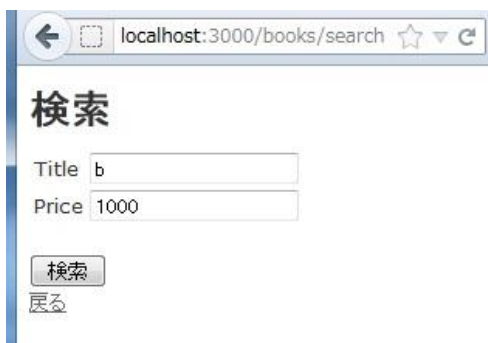 localhost:3000/books/search
検索
Title b
Price 1000
検索
戻る